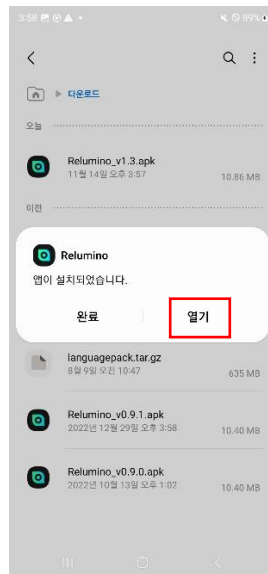 3:58
89%
다운로드
오늘
Relumino_v1.3.apk
11월 14일 오후 3:57
10.86 MB
이전
Relumino
앱이 설치되었습니다.
완료
열기
languagepack.tar.gz
8월 9일 오전 10:47
635 MB
Relumino_v0.9.1.apk
2022년 12월 29일 오후 3:58
10.40 MB
Relumino_v0.9.0.apk
2022년 10월 13일 오후 1:02
10.40 MB